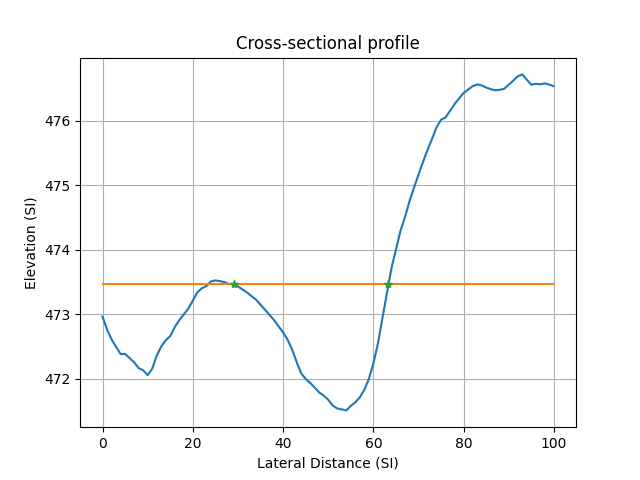 Cross-sectional profile
476
475
474
473
472
Elevation (SI)
0 20 40 60 80 100
Lateral Distance (SI)